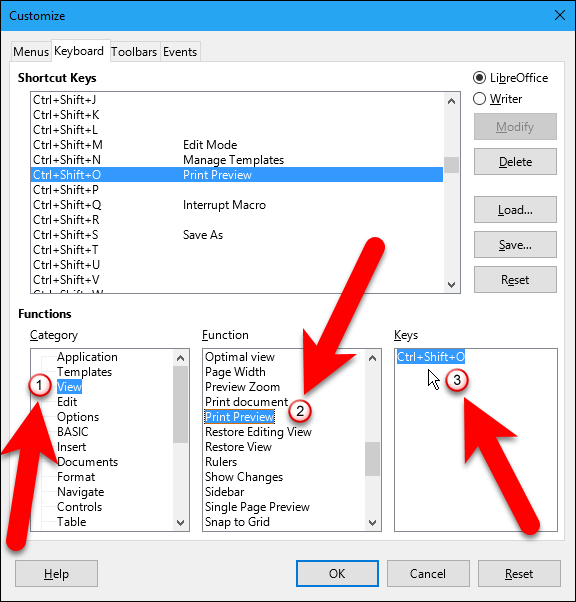 Customize
Menus Keyboard Toolbars Events
Shortcut Keys
Ctrl+Shift+J
Ctrl+Shift+K
Ctrl+Shift+L
Ctrl+Shift+M Edit Mode
Ctrl+Shift+N Manage Templates
Ctrl+Shift+O Print Preview
Ctrl+Shift+P
Ctrl+Shift+Q Interrupt Macro
Ctrl+Shift+R
Ctrl+Shift+S Save As
Ctrl+Shift+T
Ctrl+Shift+U
Ctrl+Shift+V
Ctrl+Shift+W
LibreOffice
Writer
Modify
Delete
Load...
Save...
Reset
Functions
Category
Application
Templates
View
Edit
Options
BASIC
Insert
Documents
Format
Navigate
Controls
Table
1
Function
Optimal view
Page Width
Preview Zoom
Print document
Print Preview
Restore Editing View
Restore View
Rulers
Show Changes
Sidebar
Single Page Preview
Snap to Grid
2
Keys
Ctrl+Shift+O
3
Help OK Cancel Reset